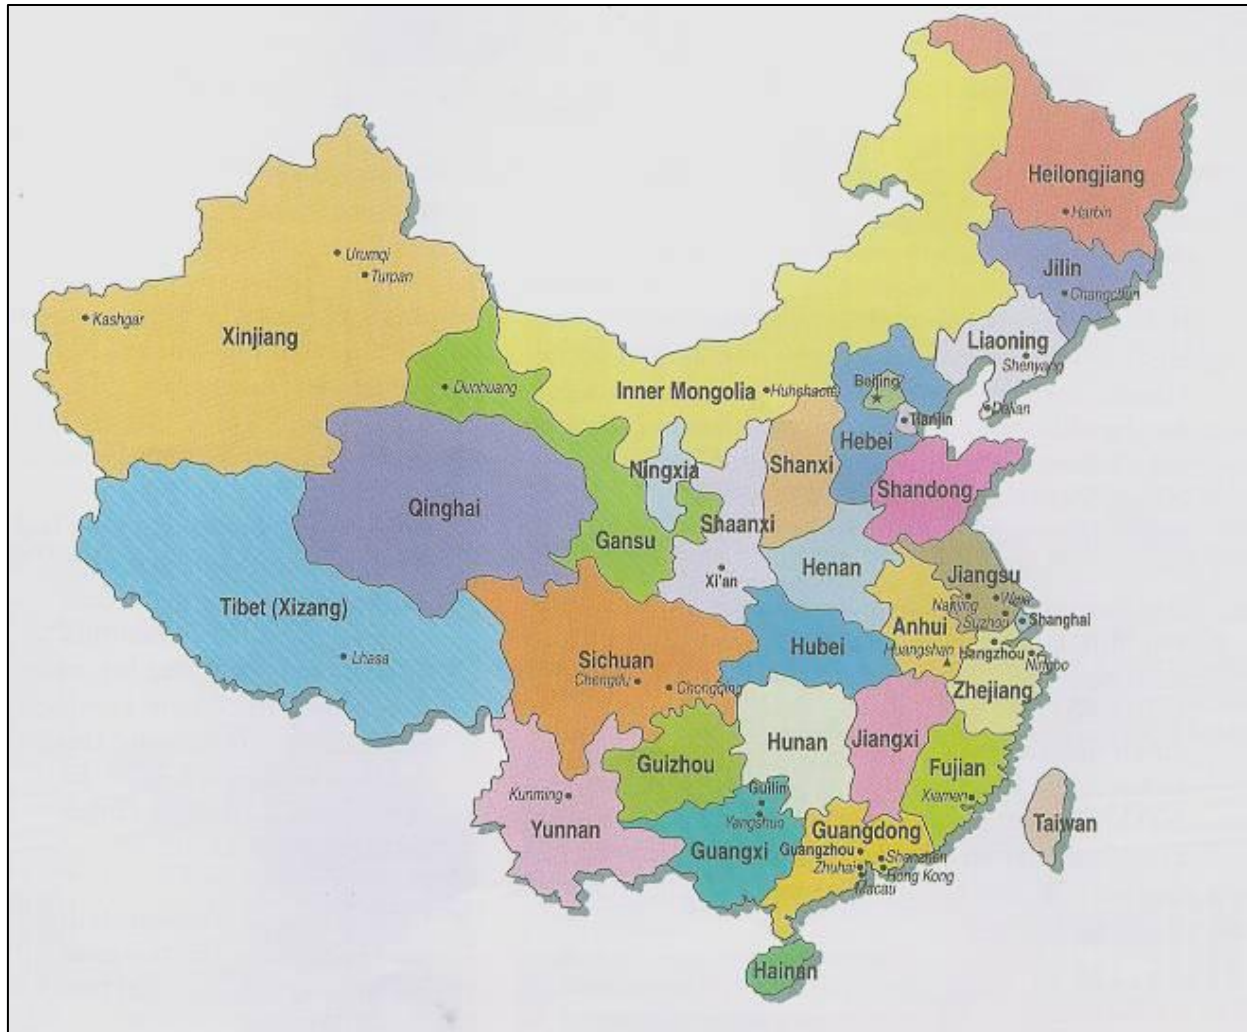 Heilongjiang
Harbin
Urumqi
Turpan
Jilin
Changchun
Kashgar
Xinjiang
Liaoning
Shenyang
Dunhuang
Inner Mongolia
Beijing
Dalian
Tianjin
Hebei
Ningxia
Shanxi
Shandong
Qinghai
Shaanxi
Gansu
Henan
Jiangsu
Xi'an
Nanjing
Wuxi
Suzhou
Tibet (Xizang)
Anhui
Shanghai
Hubei
Huangshan
Hangzhou
Ningbo
Lhasa
Sichuan
Chengdu
Chongqing
Zhejiang
Hunan
Jiangxi
Guizhou
Fujian
Guilin
Kunming
Xiamen
Yangshuo
Yunnan
Guangdong
Taiwan
Guangxi
Guangzhou
Shenzhen
Zhuhai
Hong Kong
Macau
Hainan